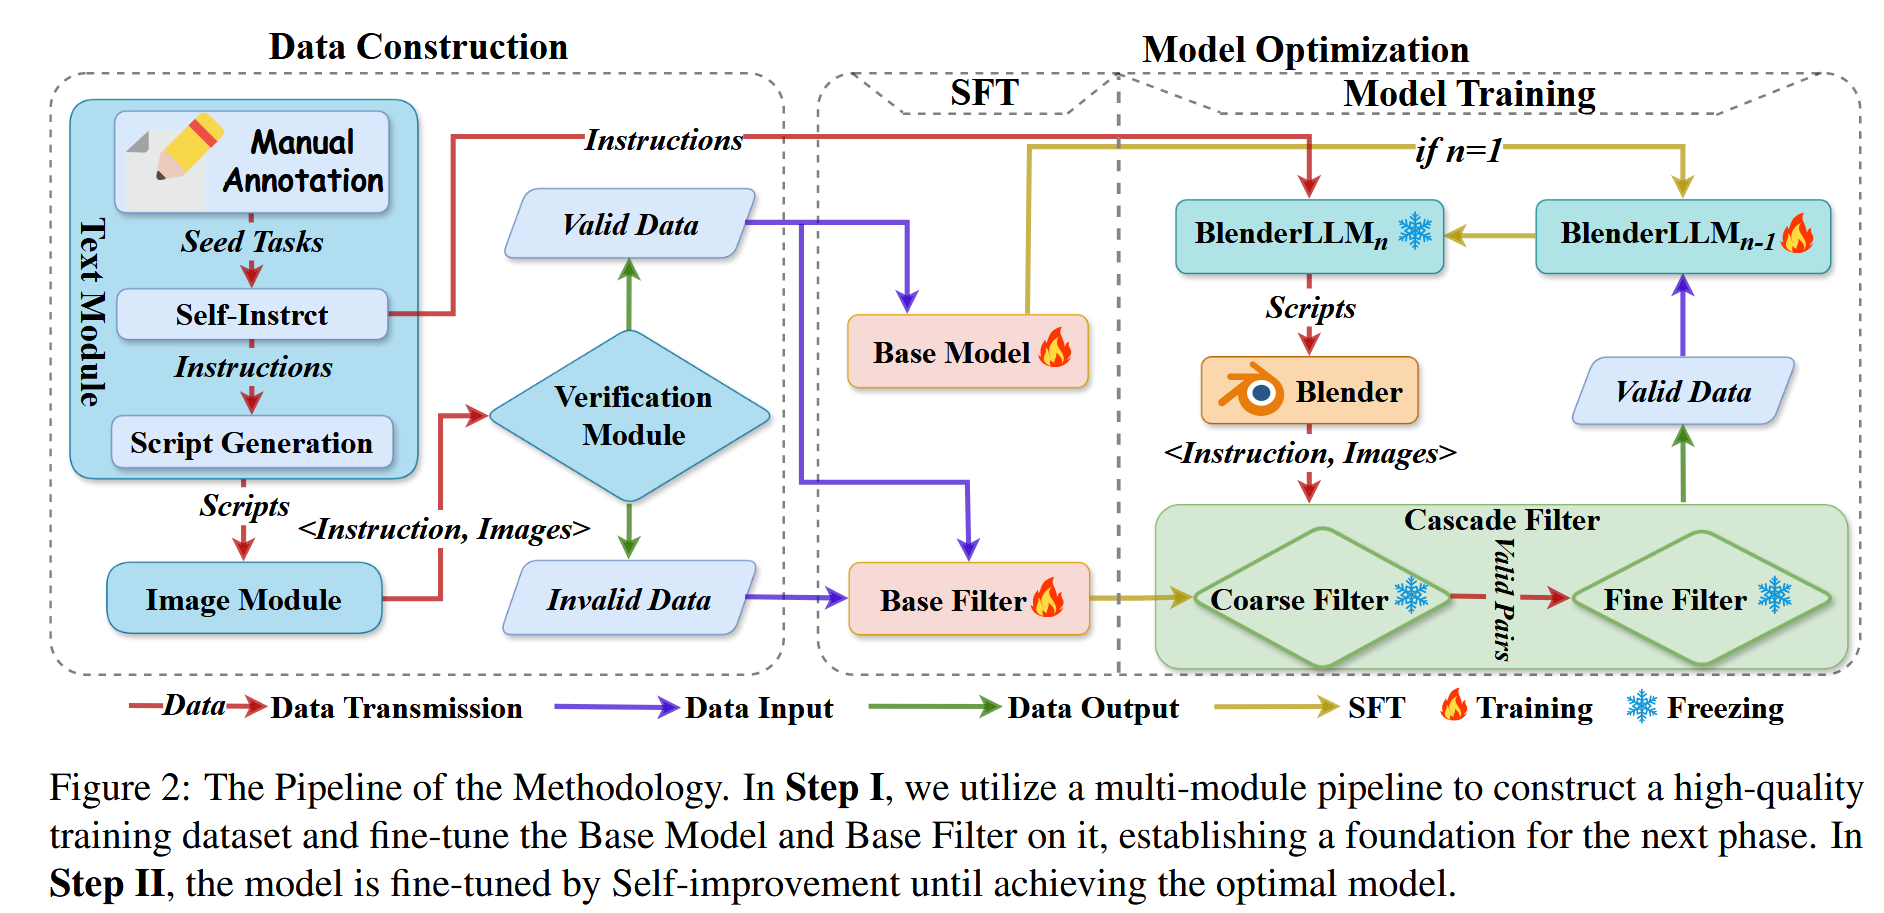 Data Construction
Model Optimization
SFT
Model Training
Manual
Annotation
Text Module
Seed Tasks
Self-Instrct
Instructions
Script Generation
Scripts
<Instruction, Images>
Image Module
Instructions
Valid Data
Verification
Module
Invalid Data
Base Model
Base Filter
if n=1
BlenderLLMn
BlenderLLMn-1
Scripts
Blender
<Instruction, Images>
Valid Data
Cascade Filter
Coarse Filter
Valid Pairs
Fine Filter
Data
Data Transmission
Data Input
Data Output
SFT
Training
Freezing
Figure 2: The Pipeline of the Methodology. In Step I, we utilize a multi-module pipeline to construct a high-quality
training dataset and fine-tune the Base Model and Base Filter on it, establishing a foundation for the next phase. In
Step II, the model is fine-tuned by Self-improvement until achieving the optimal model.